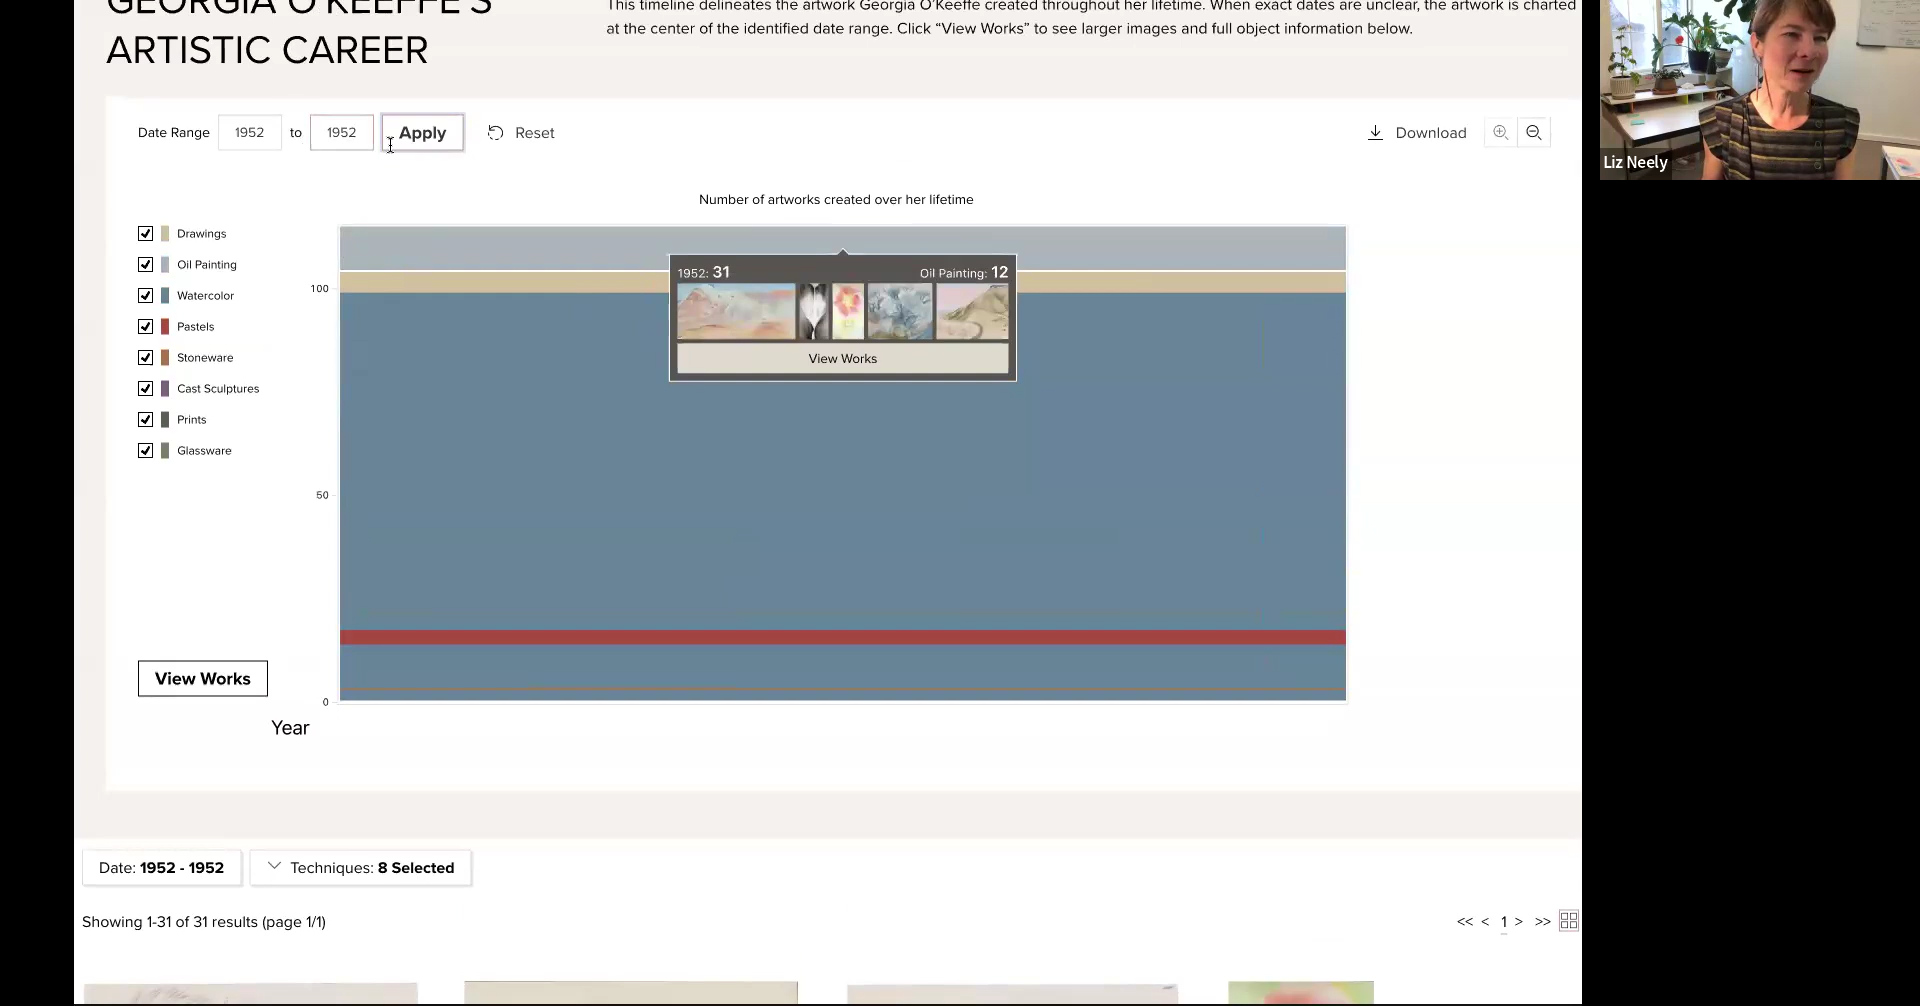 GEORGIA O'KEEFFE'S
ARTISTIC CAREER
This timeline delineates the artwork Georgia O'Keeffe created throughout her lifetime. When exact dates are unclear, the artwork is charted
at the center of the identified date range. Click “View Works” to see larger images and full object information below.
Liz Neely
Date Range 1952 to 1952 Apply Reset Download
Number of artworks created over her lifetime
Drawings
Oil Painting
Watercolor
Pastels
Stoneware
Cast Sculptures
Prints
Glassware
100
50
0
1952: 31 Oil Painting: 12
View Works
View Works
Year
Date: 1952 - 1952 Techniques: 8 Selected
Showing 1-31 of 31 results (page 1/1) << < 1 > >>